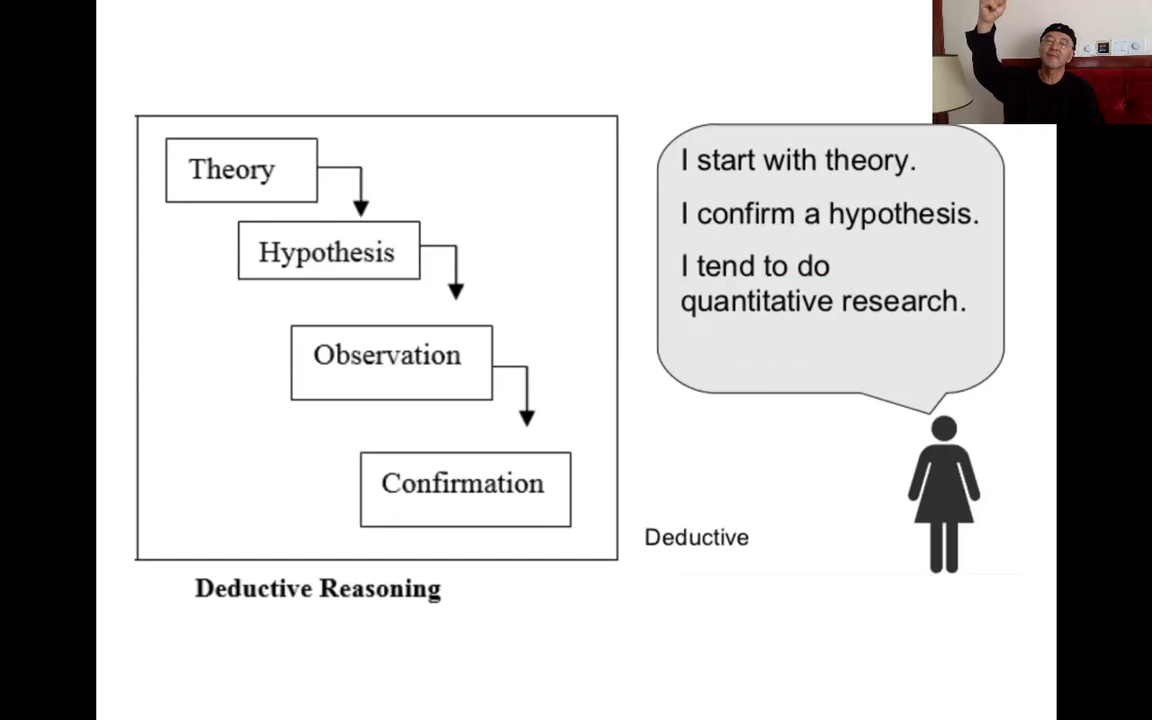 Theory
Hypothesis
Observation
Confirmation
Deductive Reasoning
I start with theory.
I confirm a hypothesis.
I tend to do
quantitative research.
Deductive